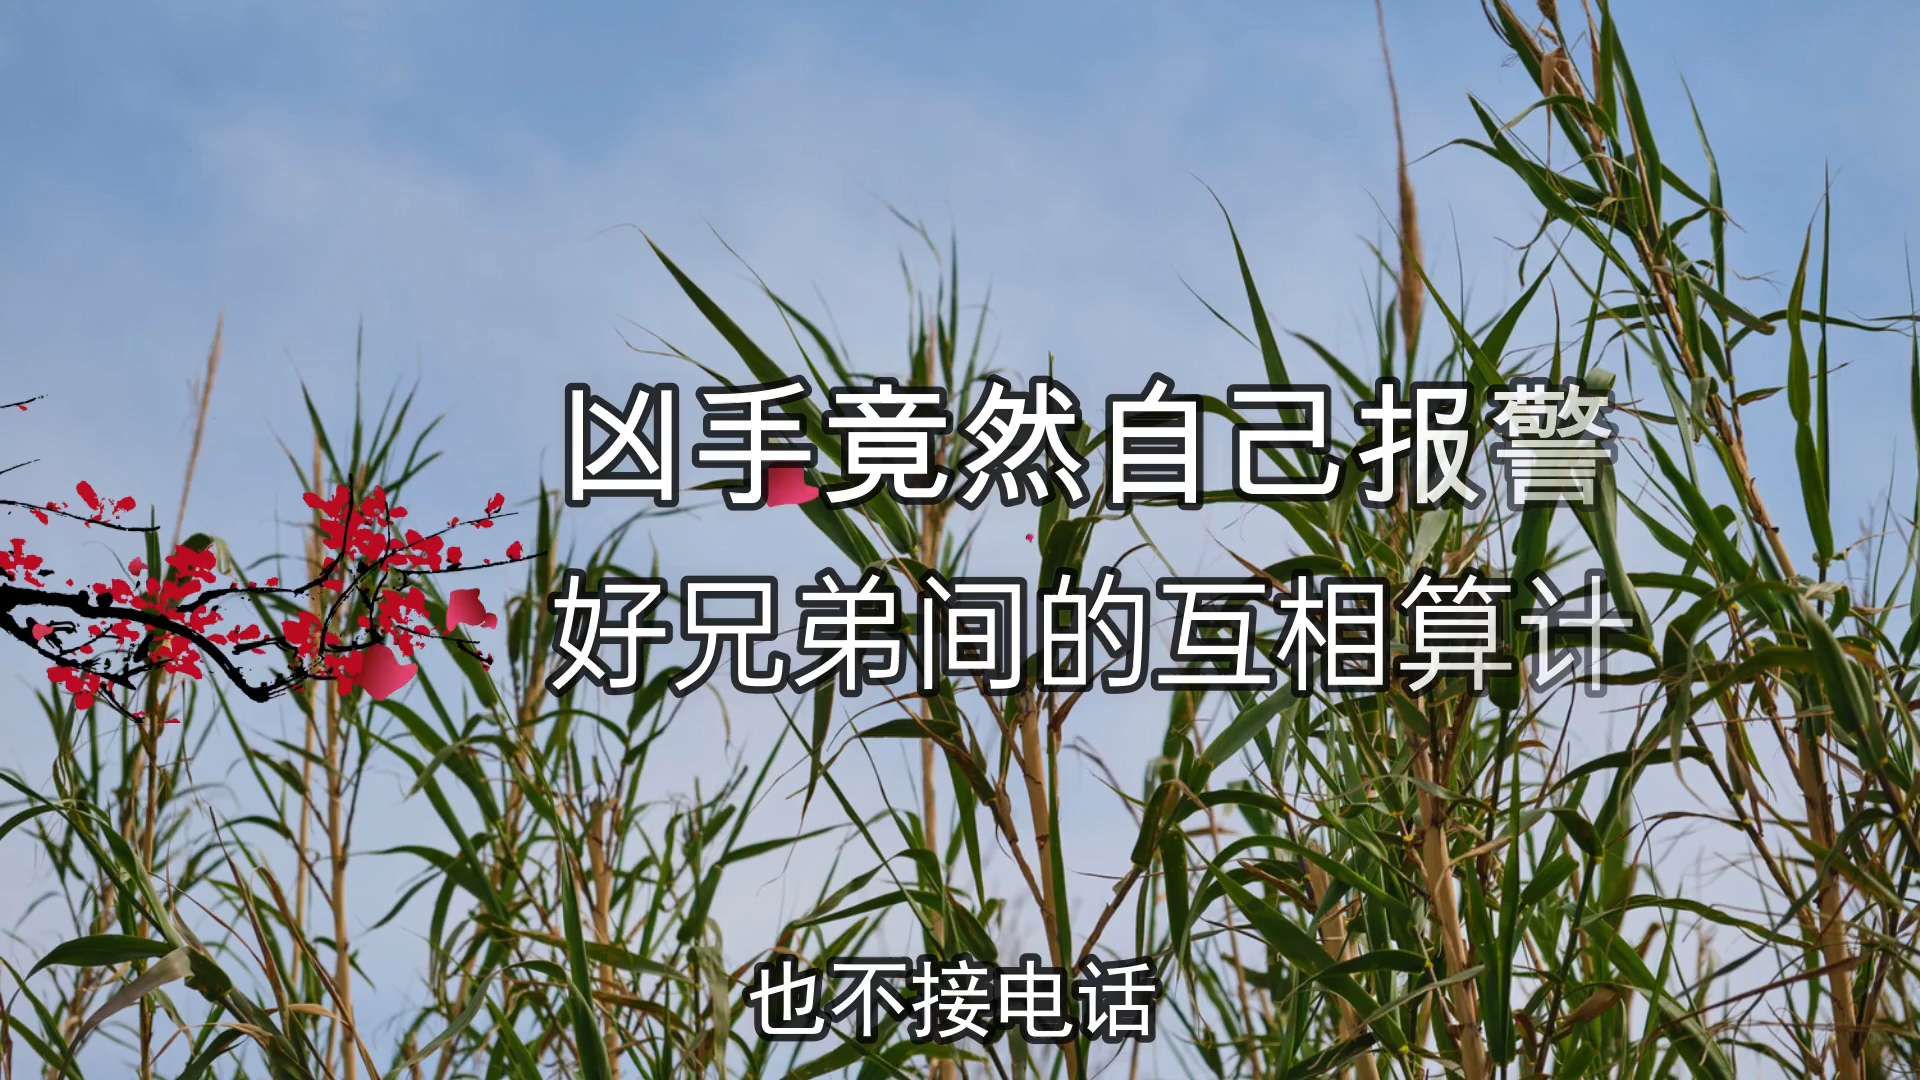 凶手竟然自己报警
好兄弟间的互相算计
也不接电话